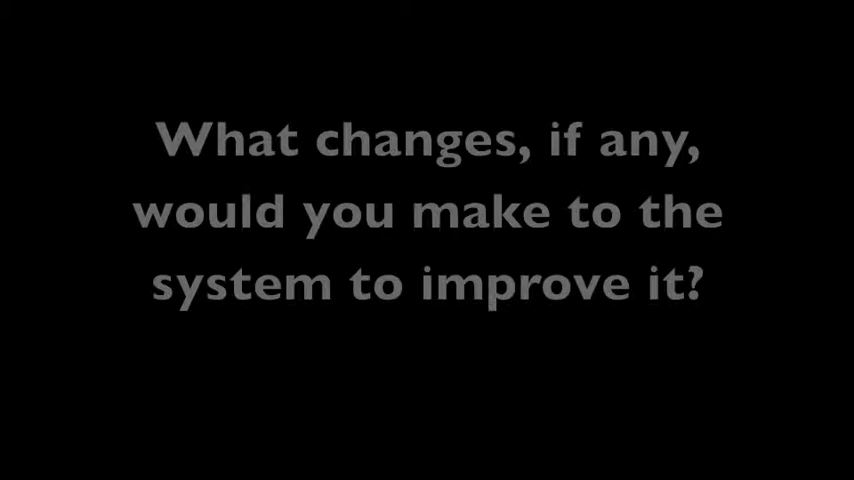 What changes, if any,
would you make to the
system to improve it?